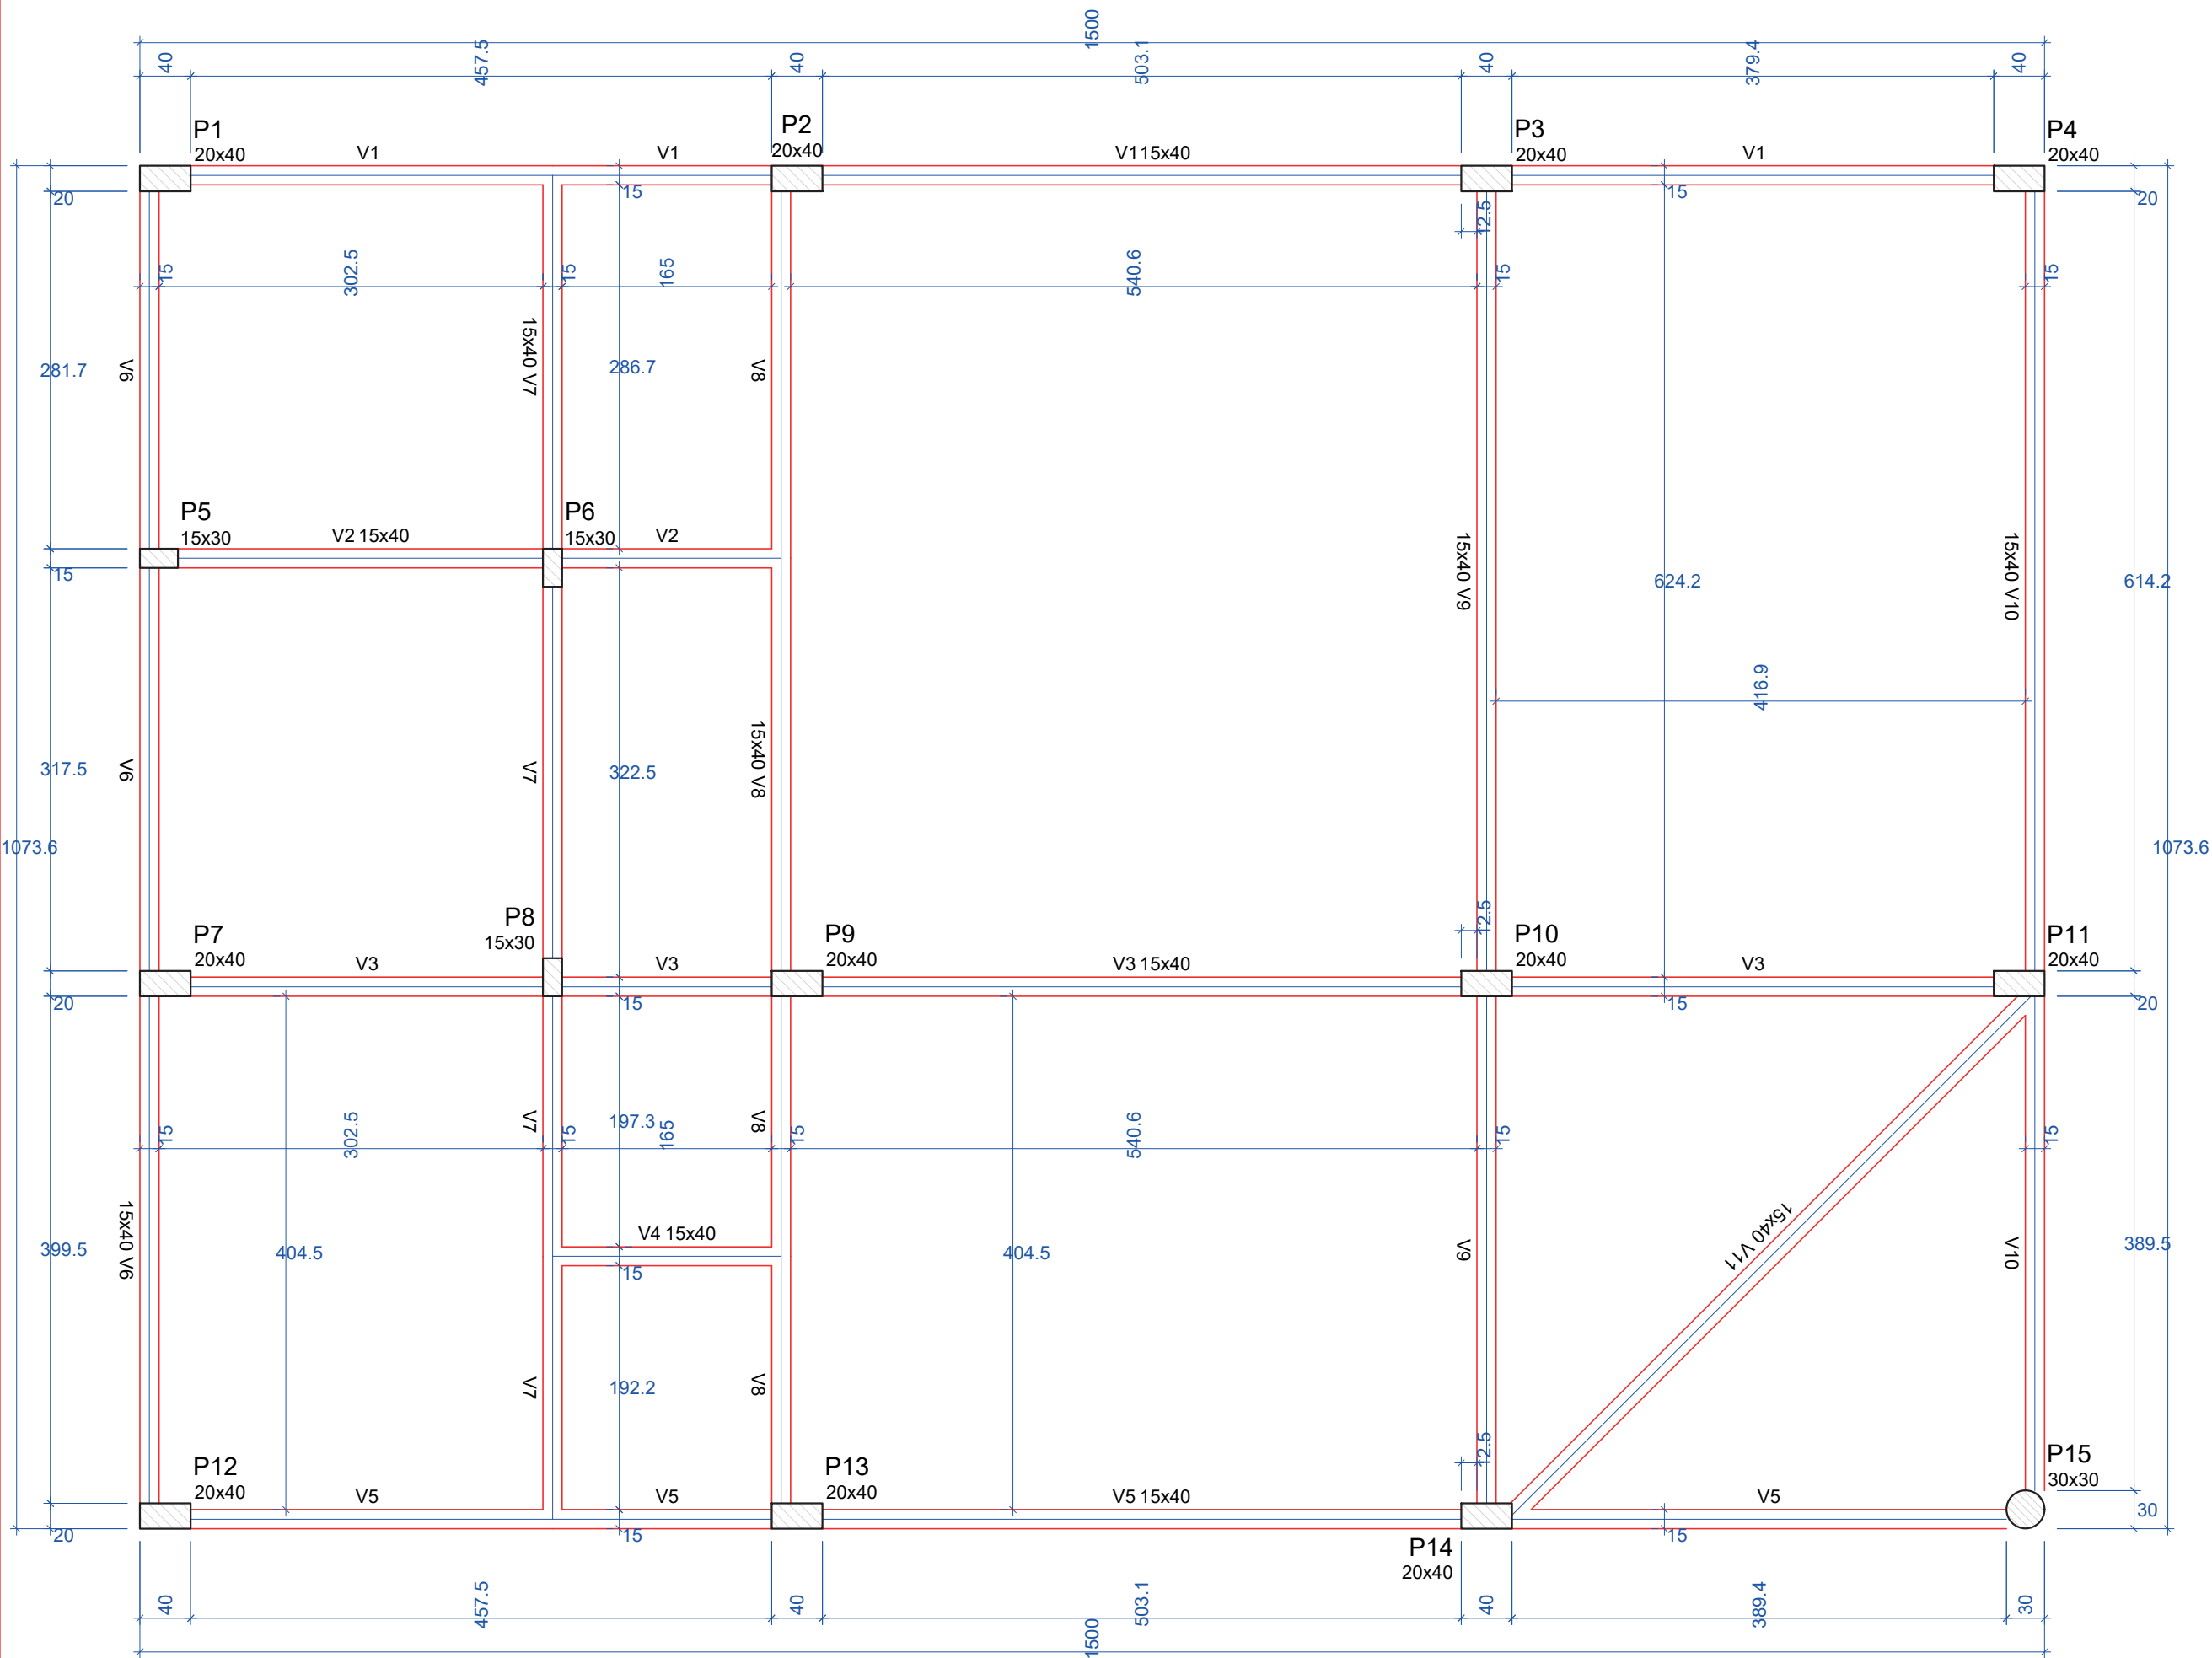 1500
40
457.5
40
503.1
40
379.4
40
P1
20x40
V1
V1
P2
20x40
V115x40
P3
20x40
V1
P4
20x40
20
15
15
20
12.5
15
302.5
15
165
540.6
15
15
281.7
V6
15x40 V7
286.7
V8
P5
15x30
V2 15x40
P6
15x30
V2
15
15x40 V9
624.2
15x40 V10
614.2
416.9
317.5
V6
V7
322.5
15x40 V8
1073.6
1073.6
P7
20x40
V3
P8
15x30
V3
P9
20x40
V3 15x40
12.5
P10
20x40
V3
P11
20x40
20
15
15
20
15
302.5
V7
15
197.3
165
V8
15
540.6
15
15
15x40 V6
399.5
404.5
V4 15x40
15
404.5
V9
15x40 V11
V10
389.5
V7
192.2
V8
12.5
P12
20x40
V5
V5
P13
20x40
V5 15x40
V5
P15
30x30
20
15
15
30
P14
20x40
40
457.5
40
503.1
40
389.4
30
1500